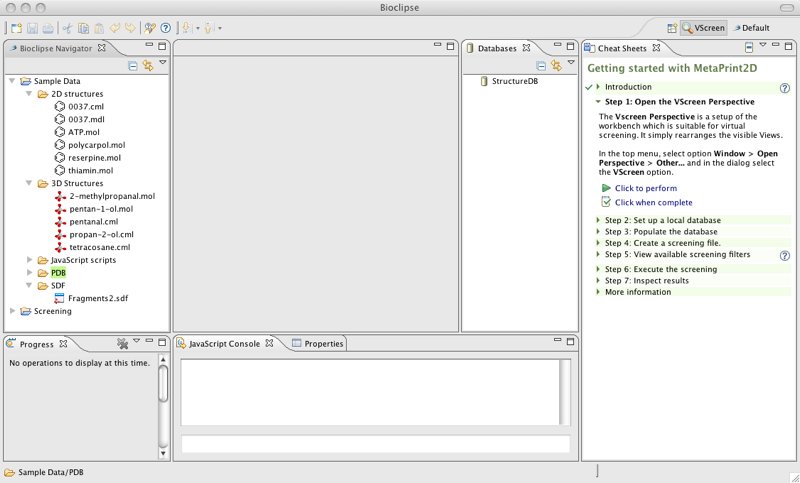 Bioclipse
VScreen
Default
Bioclipse Navigator
Sample Data
2D structures
0037.cml
0037.mdl
ATP.mol
polycarpol.mol
reserpine.mol
thiamin.mol
3D Structures
2-methylpropanal.mol
pentan-1-ol.mol
pentanal.cml
propan-2-ol.cml
tetracosane.cml
JavaScript scripts
PDB
SDF
Fragments2.sdf
Screening
Databases
StructureDB
Cheat Sheets
Getting started with MetaPrint2D
Introduction
Step 1: Open the VScreen Perspective
The Vscreen Perspective is a setup of the
workbench which is suitable for virtual
screening. It simply rearranges the visible Views.
In the top menu, select option Window > Open
Perspective > Other... and in the dialog select
the VScreen option.
Click to perform
Click when complete
Step 2: Set up a local database
Step 3: Populate the database
Step 4: Create a screening file.
Step 5: View available screening filters
Step 6: Execute the screening
Step 7: Inspect results
More information
Progress
No operations to display at this time.
JavaScript Console
Properties
Sample Data/PDB